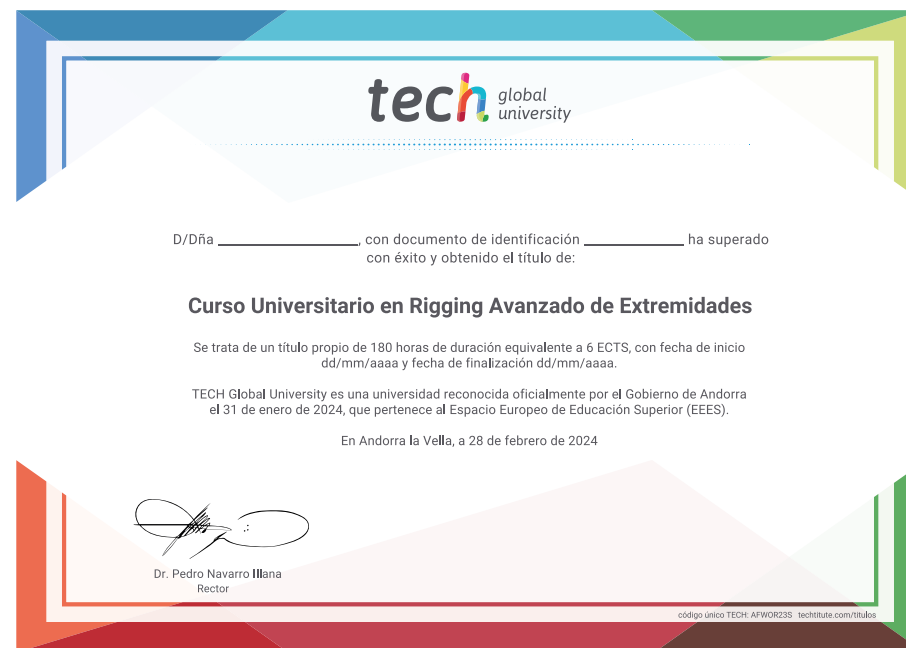 tech global university
D/Dña ________________, con documento de identificación ____________ ha superado
con éxito y obtenido el título de:
Curso Universitario en Rigging Avanzado de Extremidades
Se trata de un título propio de 180 horas de duración equivalente a 6 ECTS, con fecha de inicio
dd/mm/aaaa y fecha de finalización dd/mm/aaaa.
TECH Global University es una universidad reconocida oficialmente por el Gobierno de Andorra
el 31 de enero de 2024, que pertenece al Espacio Europeo de Educación Superior (EEES).
En Andorra la Vella, a 28 de febrero de 2024
Dr. Pedro Navarro Illana
Rector
código único TECH: AFWOR23S techtitute.com/titulos